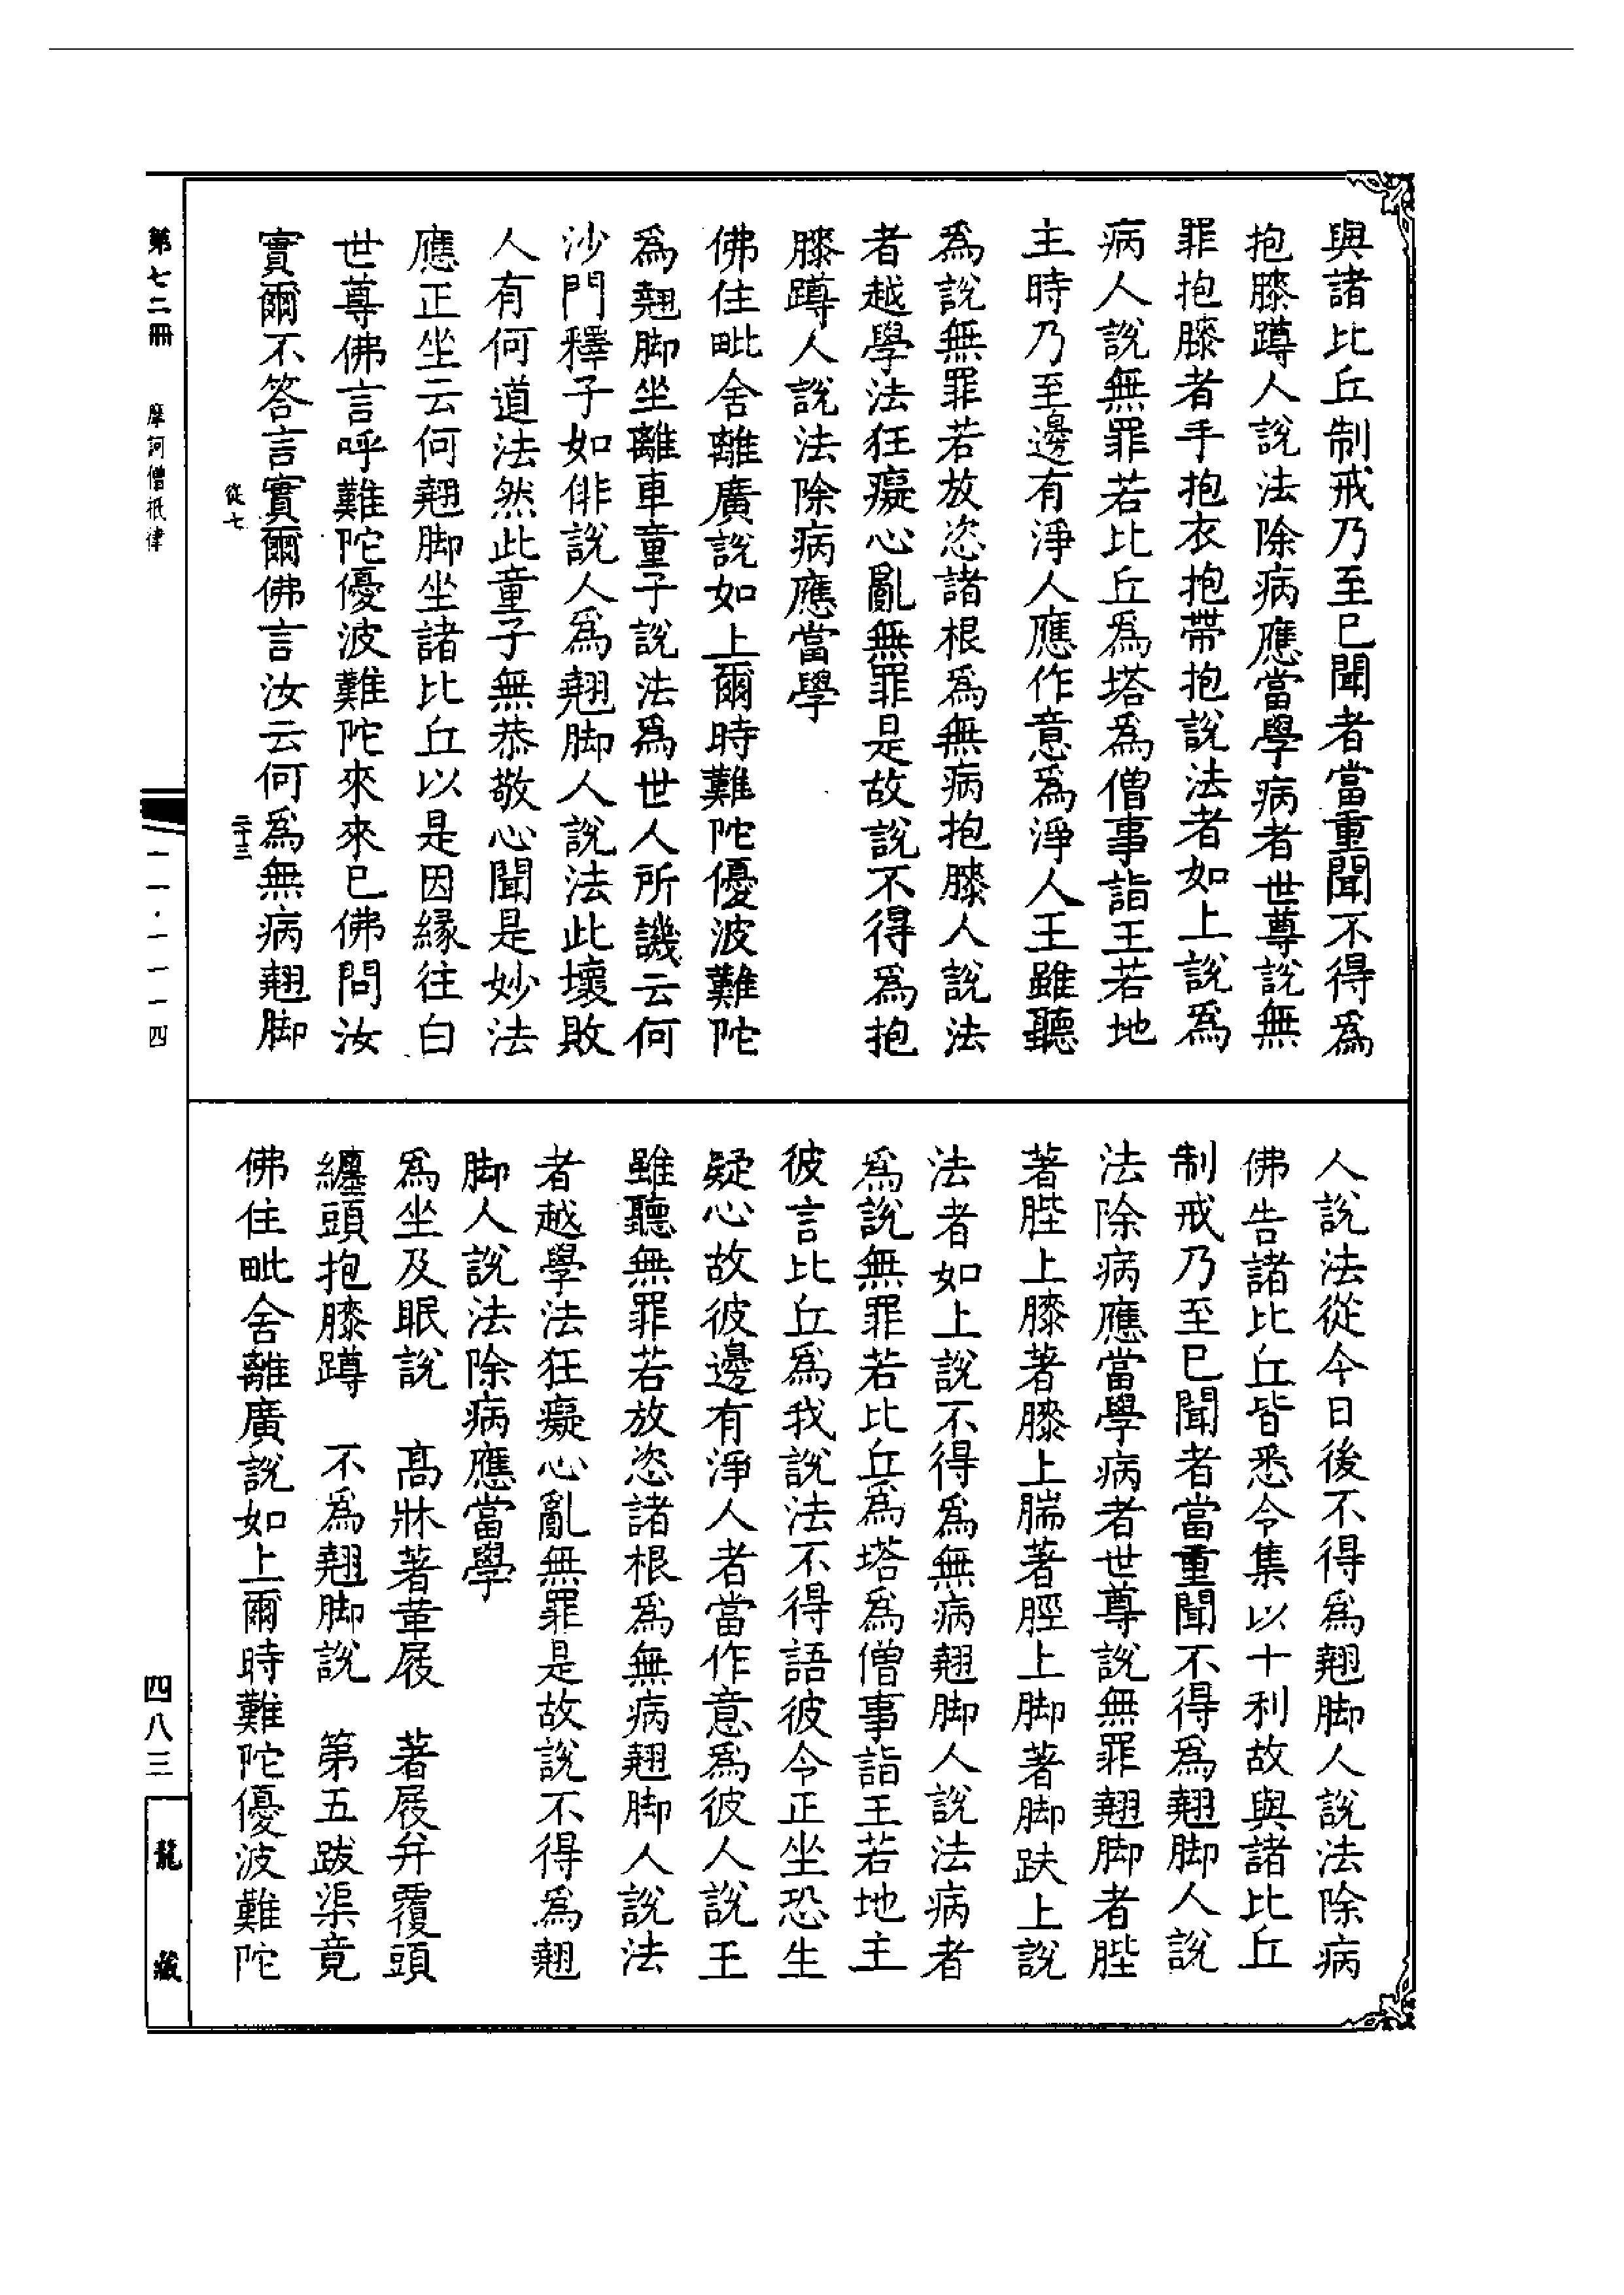 與諸比丘制戒乃至已聞者當重聞不得爲
抱膝蹲人說法除病應當學病者世尊說無
罪抱膝者手抱衣抱帶抱說法者如上說爲
病人說無罪若比丘爲塔爲僧事詣王若地
主時乃至邊有淨人應作意爲淨人王雖聽
爲說無罪若放恣諸根爲無病抱膝人說法
者越學法狂癡心亂無罪是故說不得爲抱
膝蹲人說法除病應當學
佛住毗舍離廣說如上爾時難陀優波難陀
爲翹脚坐離車童子說法爲世人所譏云何
沙門釋子如俳說人爲翹脚人說法此壞敗
人有何道法然此童子無恭敬心聞是妙法
應正坐云何翹脚坐諸比丘以是因緣往白
世尊佛言呼難陀優波難陀來來已佛問汝
實爾不答言實爾佛言汝云何爲無病翹脚
從七
二十三
人說法從今日後不得爲翹脚人說法除病
佛告諸比丘皆悉令集以十利故與諸比丘
制戒乃至已聞者當重聞不得爲翹脚人說
法除病應當學病者世尊說無罪翹脚者䏶
著䏶上膝著膝上腨著脛上脚著脚趺上說
法者如上說不得爲無病翹脚人說法病者
爲說無罪若比丘爲塔爲僧事詣王若地主
彼言比丘爲我說法不得語彼令正坐恐生
疑心故彼邊有淨人者當作意爲彼人說王
雖聽無罪若放恣諸根爲無病翹脚人說法
者越學法狂癡心亂無罪是故說不得爲翹
脚人說法除病應當學
爲坐及眠說　高牀著革屣　著屣并覆頭
纏頭抱膝蹲　不爲翹脚說　第五跋渠竟
佛住毗舍離廣說如上爾時難陀優波難陀
第七二冊　摩訶僧祇律
一一·一一一四
四八三
龍藏